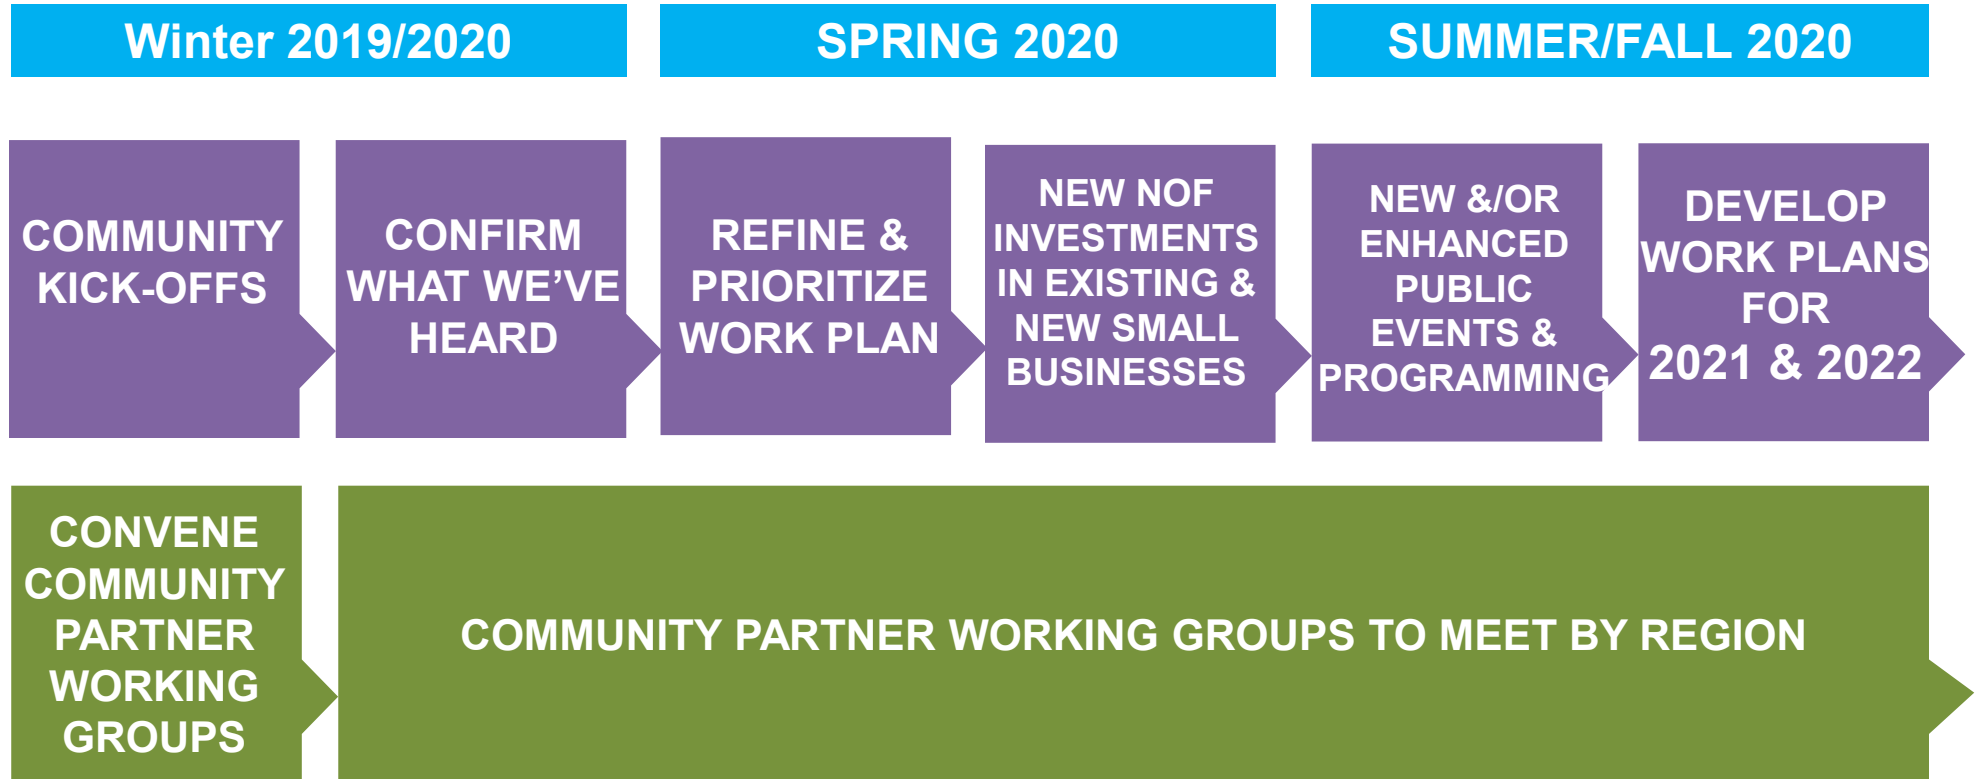 Winter 2019/2020
SPRING 2020
SUMMER/FALL 2020
COMMUNITY
KICK-OFFS
CONFIRM
WHAT WE’VE
HEARD
REFINE &
PRIORITIZE
WORK PLAN
NEW NOF
INVESTMENTS
IN EXISTING &
NEW SMALL
BUSINESSES
NEW &/OR
ENHANCED
PUBLIC
EVENTS &
PROGRAMMING
DEVELOP
WORK PLANS
FOR
2021 & 2022
CONVENE
COMMUNITY
PARTNER
WORKING
GROUPS
COMMUNITY PARTNER WORKING GROUPS TO MEET BY REGION